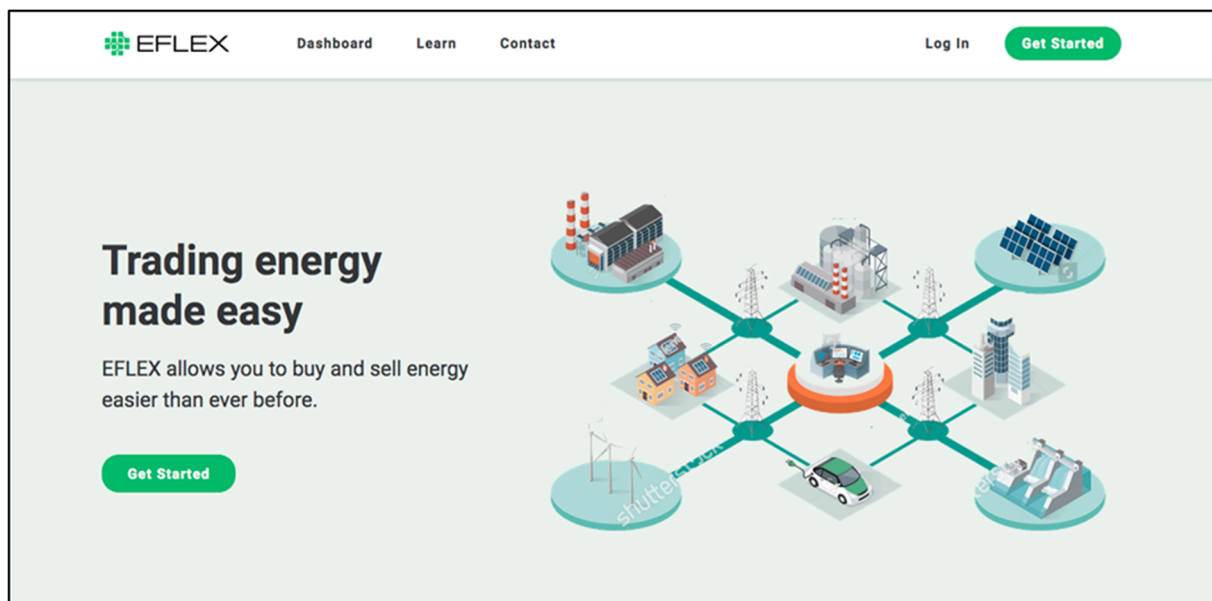 EFLEX
Dashboard
Learn
Contact
Log In
Get Started
Trading energy
made easy
EFLEX allows you to buy and sell energy
easier than ever before.
Get Started
shutter